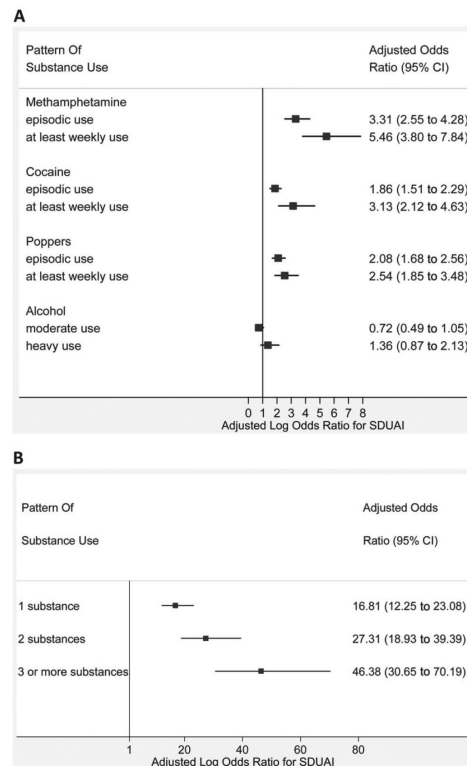 A
Pattern Of Adjusted Odds
Substance Use Ratio (95% CI)
Methamphetamine
episodic use 3.31 (2.55 to 4.28)
at least weekly use 5.46 (3.80 to 7.84)
Cocaine
episodic use 1.86 (1.51 to 2.29)
at least weekly use 3.13 (2.12 to 4.63)
Poppers
episodic use 2.08 (1.68 to 2.56)
at least weekly use 2.54 (1.85 to 3.48)
Alcohol
moderate use 0.72 (0.49 to 1.05)
heavy use 1.36 (0.87 to 2.13)
0 1 2 3 4 5 6 7 8
Adjusted Log Odds Ratio for SDUAI
B
Pattern Of Adjusted Odds
Substance Use Ratio (95% CI)
1 substance 16.81 (12.25 to 23.08)
2 substances 27.31 (18.93 to 39.39)
3 or more substances 46.38 (30.65 to 70.19)
1 20 40 60 80
Adjusted Log Odds Ratio for SDUAI